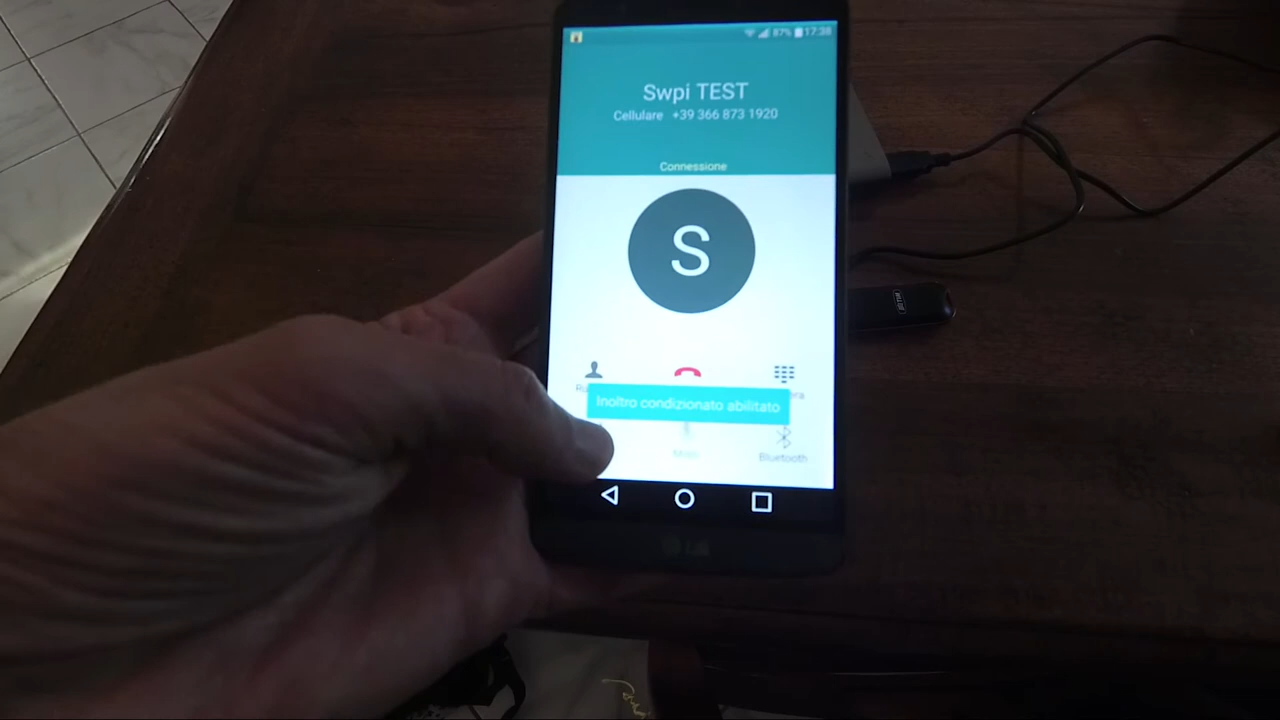 87% 17:38
Swpi TEST
Cellulare +39 366 873 1920
Connessione
S
Inoltro condizionato abilitato
Bluetooth
LG